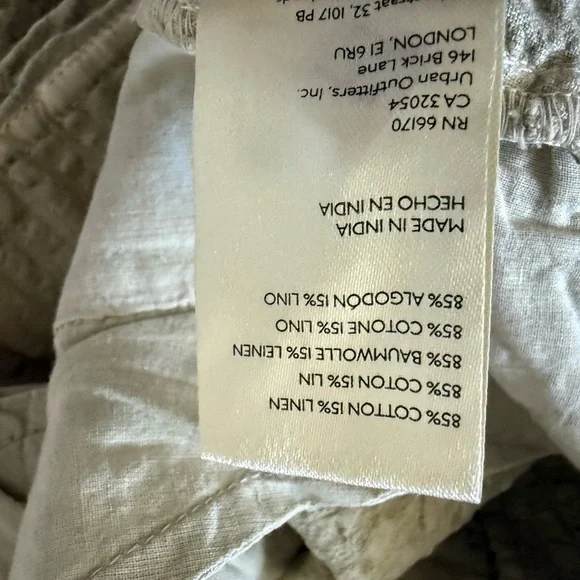 85% COTTON 15% LINEN
85% COTON 15% LIN
85% BAUMWOLLE 15% LEINEN
85% COTONE 15% LINO
85% ALGODÓN 15% LINO
MADE IN INDIA
HECHO EN INDIA
RN 66170
CA 32054
Urban Outfitters, Inc.
146 Brick Lane
LONDON, E1 6RU
32, 1017 PB